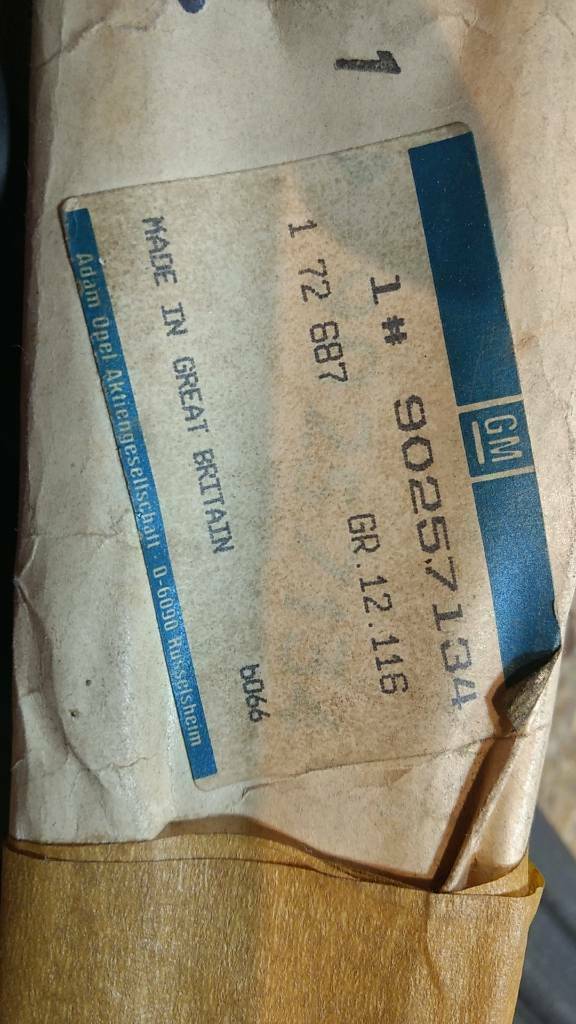 1
GM
1# 90257134
1 72 687
GR.12.116
MADE IN GREAT BRITAIN
6066
Adam Opel Aktiengesellschaft · D-6090 Rüsselsheim